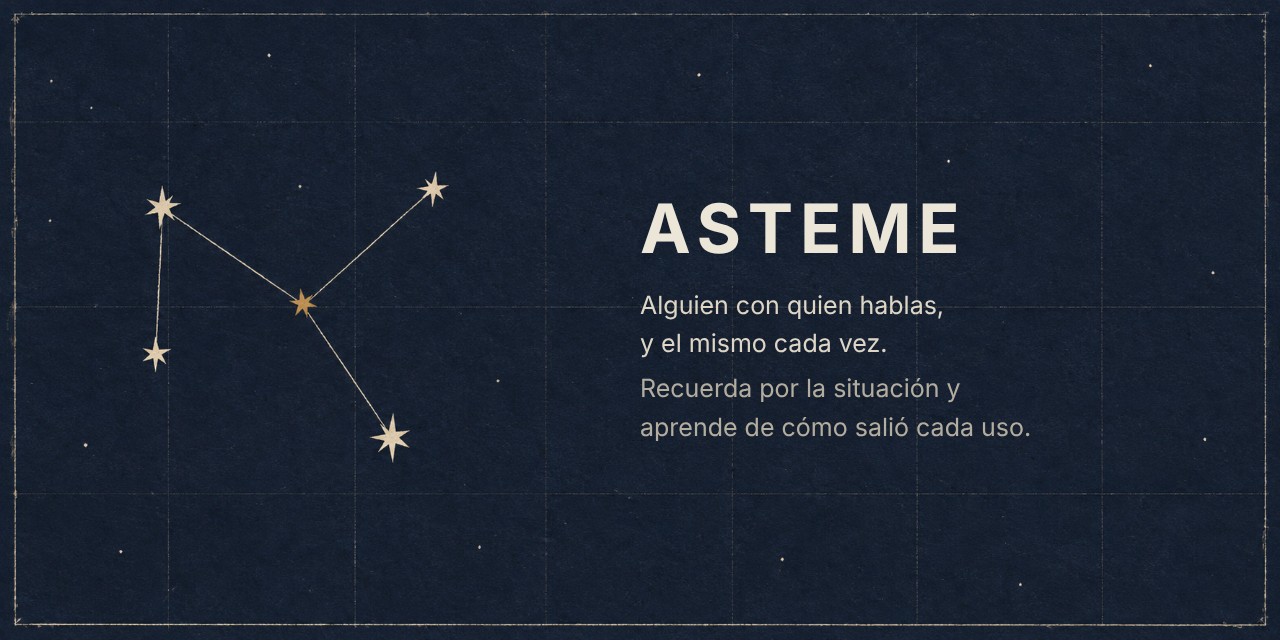 ASTEME
Alguien con quien hablas,
y el mismo cada vez.
Recuerda por la situación y
aprende de cómo salió cada uso.